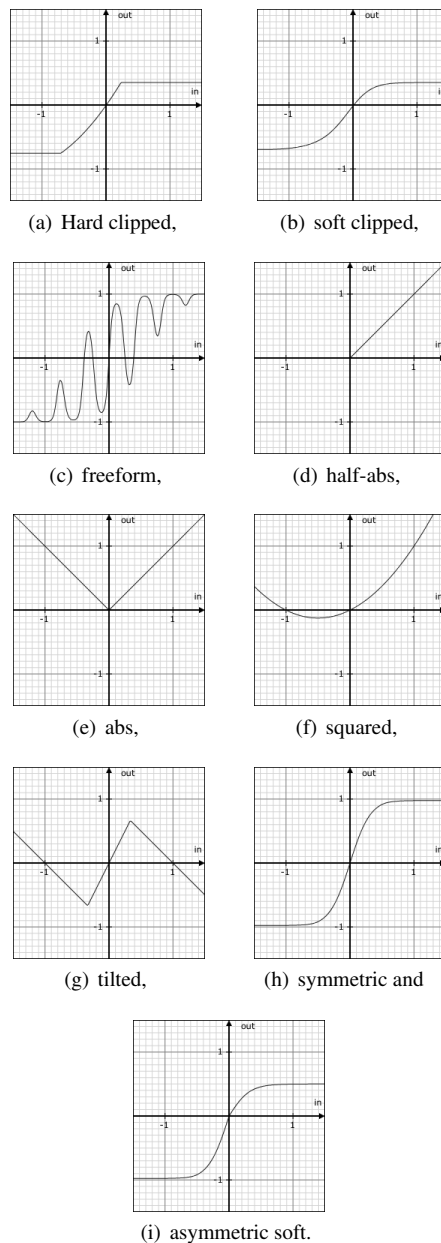 out
1
in
-1
1
-1
(a) Hard clipped,
out
1
in
-1
1
-1
(b) soft clipped,
out
1
in
-1
1
-1
(c) freeform,
out
1
in
-1
1
-1
(d) half-abs,
out
1
in
-1
1
-1
(e) abs,
out
1
in
-1
1
-1
(f) squared,
out
1
in
-1
1
-1
(g) tilted,
out
1
in
-1
1
-1
(h) symmetric and
out
1
in
-1
1
-1
(i) asymmetric soft.